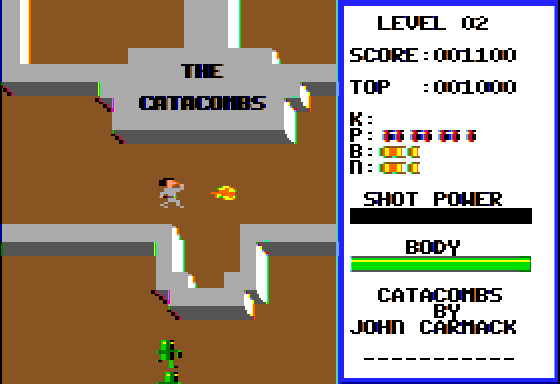 THE
CATACOMBS
LEVEL 02
SCORE:001100
TOP :001000
K:
P:
B:
N:
SHOT POWER
BODY
CATACOMBS
BY
JOHN CARMACK